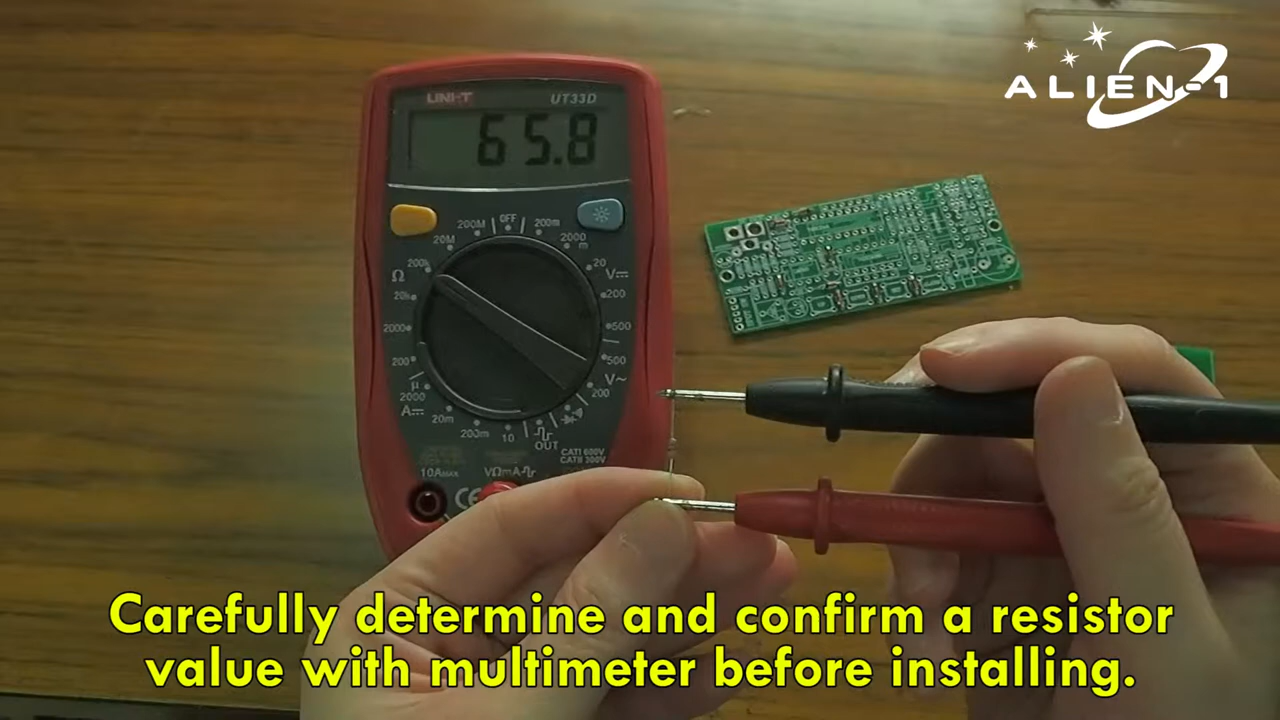 ALIEN-1
UNI-T
UT33D
65.8
200M
OFF
200m
20M
2000
m
Ω
200k
20
V
20k
200
2000
500
200
500
µ
V~
2000
200
A
20m
200m
10
OUT
CATI 600V
CATII 300V
10AMAX
VΩmA
CE
Carefully determine and confirm a resistor
value with multimeter before installing.